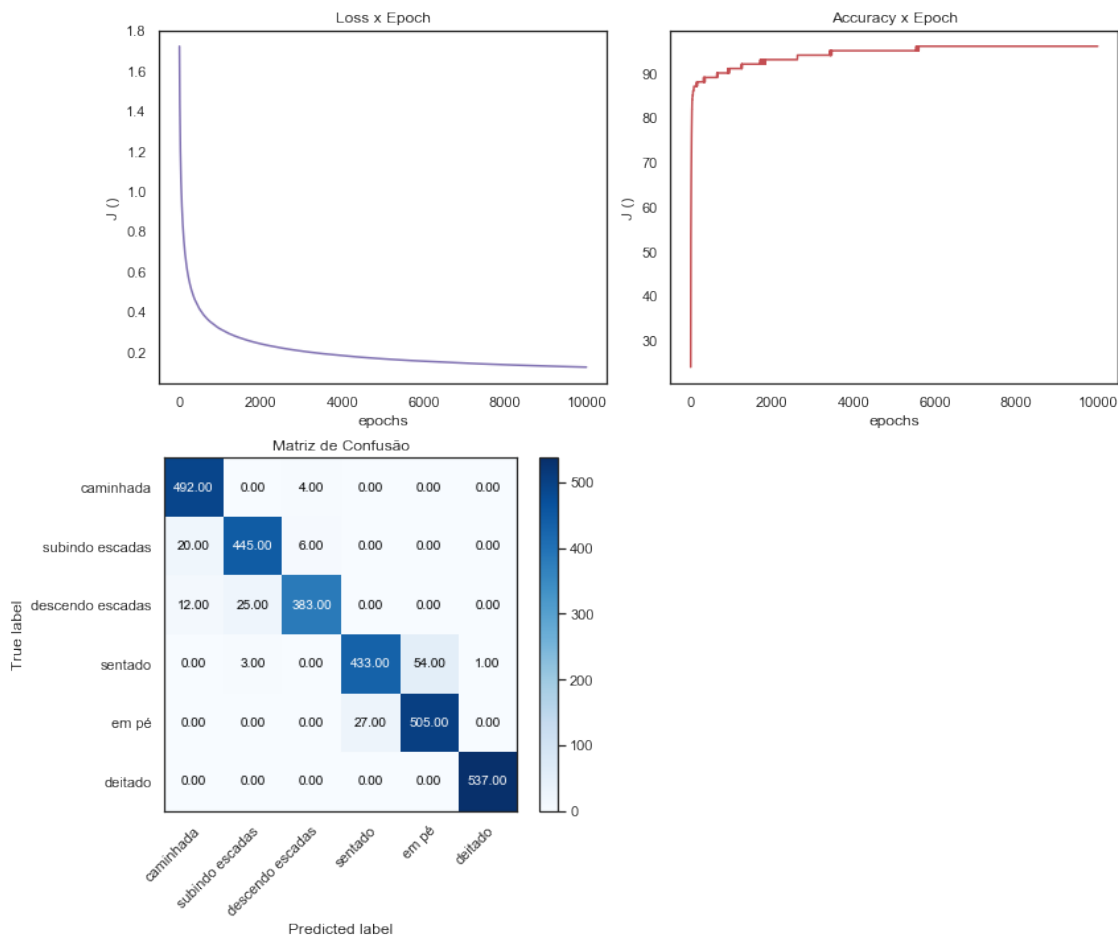 Loss x Epoch
1.8
1.6
1.4
1.2
1.0
0.8
0.6
0.4
0.2
J ()
0 2000 4000 6000 8000 10000
epochs
Accuracy x Epoch
90
80
70
60
50
40
30
J ()
0 2000 4000 6000 8000 10000
epochs
Matriz de Confusão
True label
caminhada 492.00 0.00 4.00 0.00 0.00 0.00
subindo escadas 20.00 445.00 6.00 0.00 0.00 0.00
descendo escadas 12.00 25.00 383.00 0.00 0.00 0.00
sentado 0.00 3.00 0.00 433.00 54.00 1.00
em pé 0.00 0.00 0.00 27.00 505.00 0.00
deitado 0.00 0.00 0.00 0.00 0.00 537.00
caminhada
subindo escadas
descendo escadas
sentado
em pé
deitado
Predicted label
500
400
300
200
100
0